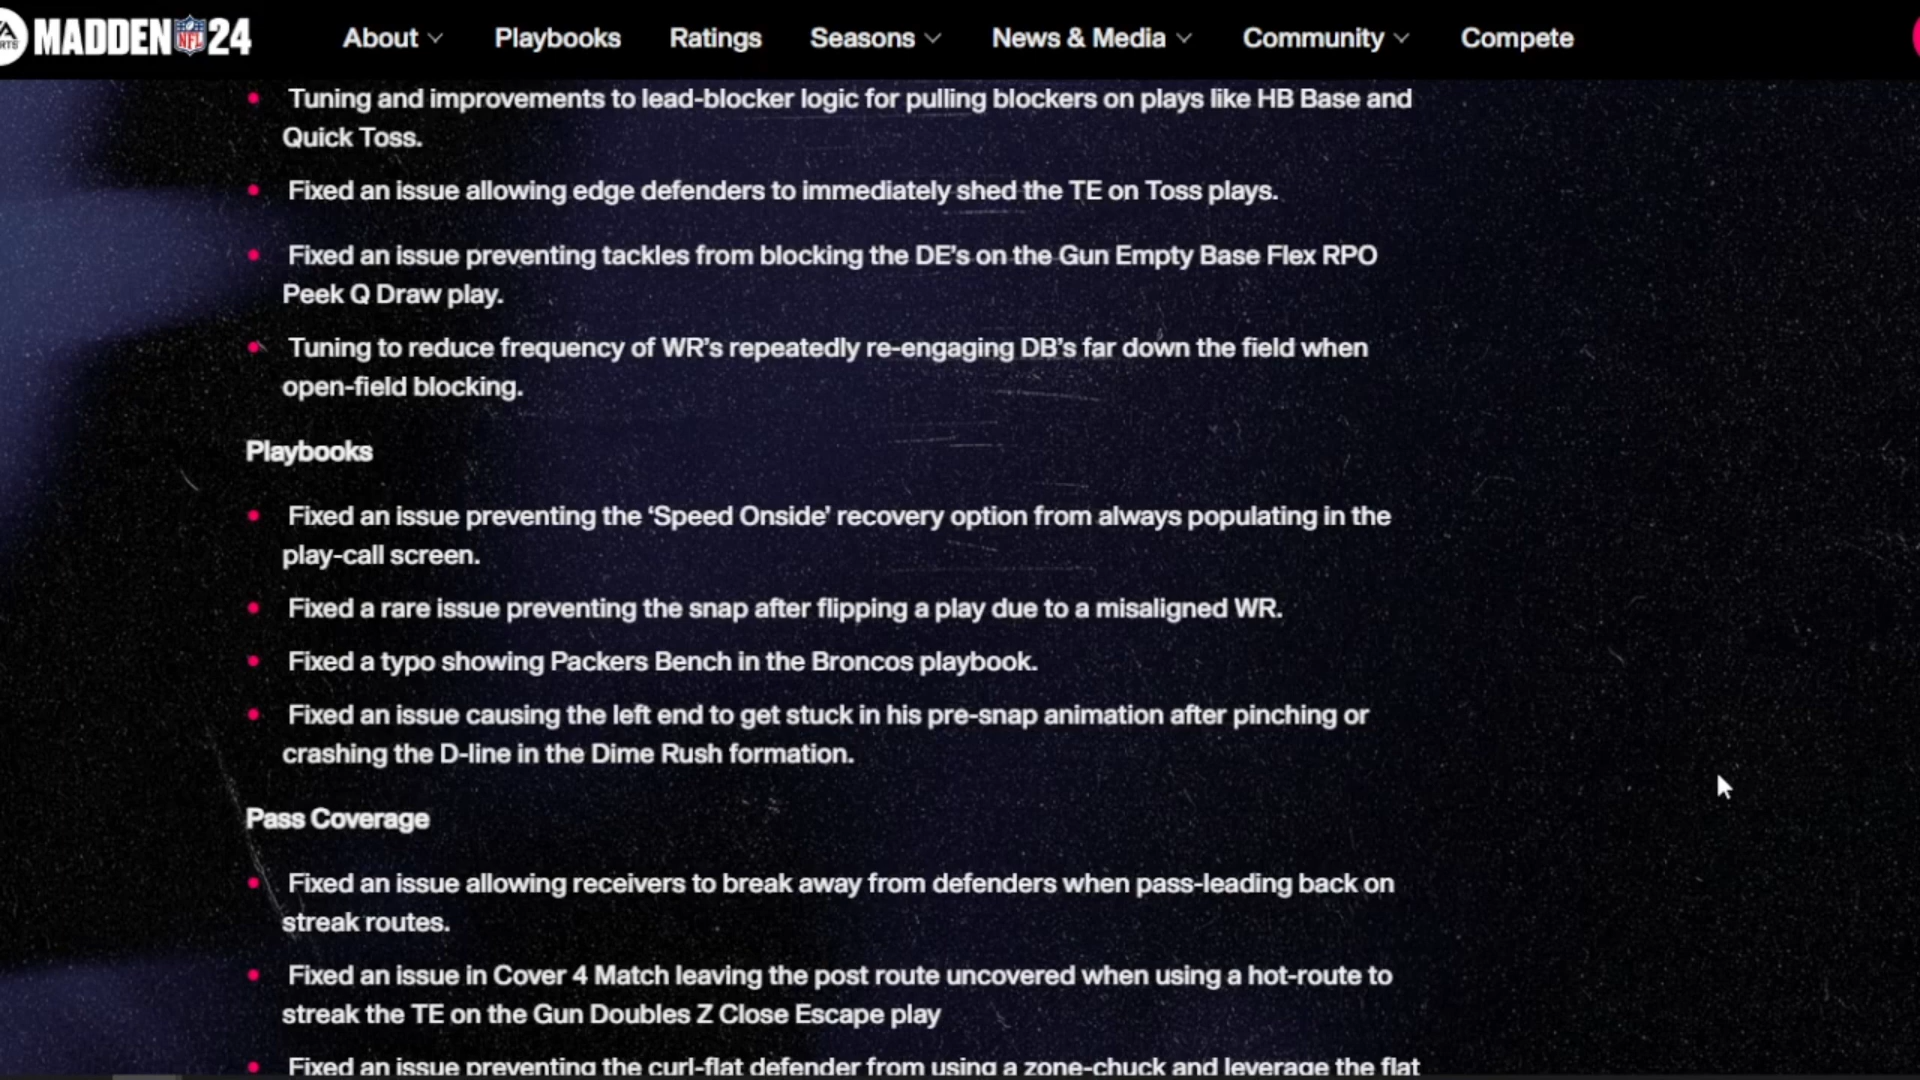 MADDEN NFL 24 About Playbooks Ratings Seasons News & Media Community Compete
Tuning and improvements to lead-blocker logic for pulling blockers on plays like HB Base and
Quick Toss.
Fixed an issue allowing edge defenders to immediately shed the TE on Toss plays.
Fixed an issue preventing tackles from blocking the DE’s on the Gun Empty Base Flex RPO
Peek Q Draw play.
Tuning to reduce frequency of WR’s repeatedly re-engaging DB’s far down the field when
open-field blocking.
Playbooks
Fixed an issue preventing the ‘Speed Onside’ recovery option from always populating in the
play-call screen.
Fixed a rare issue preventing the snap after flipping a play due to a misaligned WR.
Fixed a typo showing Packers Bench in the Broncos playbook.
Fixed an issue causing the left end to get stuck in his pre-snap animation after pinching or
crashing the D-line in the Dime Rush formation.
Pass Coverage
Fixed an issue allowing receivers to break away from defenders when pass-leading back on
streak routes.
Fixed an issue in Cover 4 Match leaving the post route uncovered when using a hot-route to
streak the TE on the Gun Doubles Z Close Escape play
Fixed an issue preventing the curl-flat defender from using a zone-chuck and leverage the flat